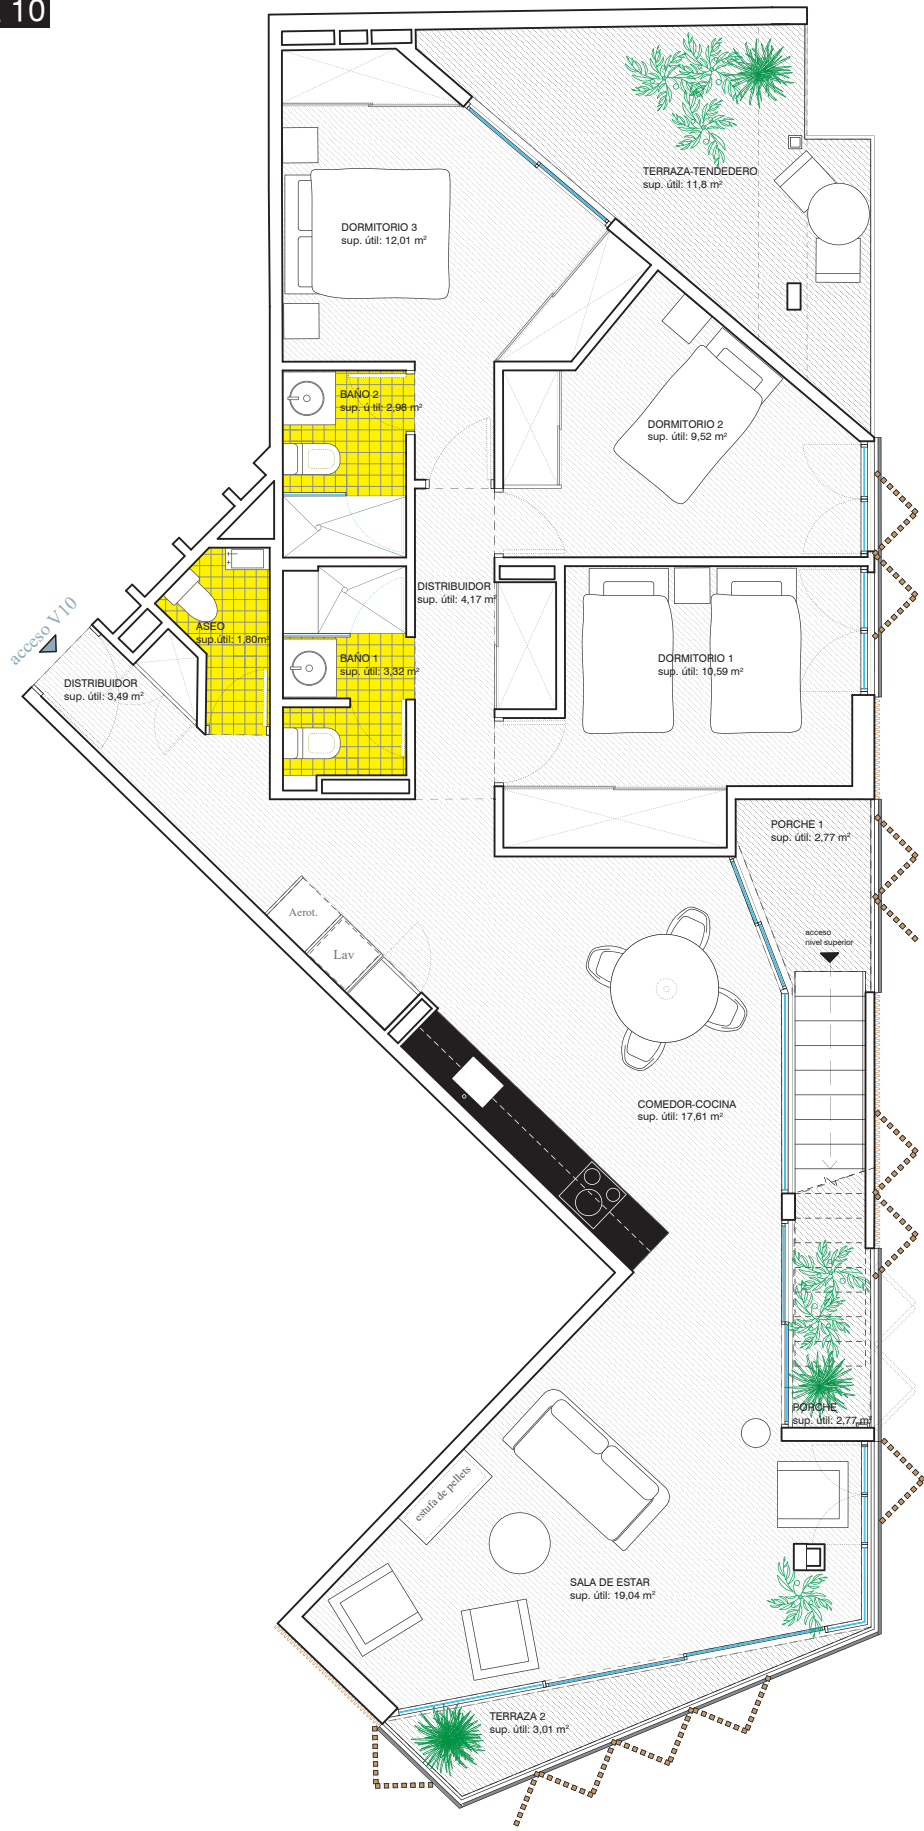 10
TERRAZA-TENDEDERO
sup. útil: 11,8 m²
DORMITORIO 3
sup. útil: 12,01 m²
BAÑO 2
sup. ú til: 2,98 m²
DORMITORIO 2
sup. útil: 9,52 m²
DISTRIBUIDOR
sup. útil: 4,17 m²
acceso V10
ASEO
sup.útil: 1,80m²
BAÑO 1
sup. útil: 3,32 m²
DORMITORIO 1
sup. útil: 10,59 m²
DISTRIBUIDOR
sup. útil: 3,49 m²
PORCHE 1
sup. útil: 2,77 m²
acceso
nivel superior
Aerot.
Lav
COMEDOR-COCINA
sup. útil: 17,61 m²
PORCHE
sup. útil: 2,77 m²
estufa de pellets
SALA DE ESTAR
sup. útil: 19,04 m²
TERRAZA 2
sup. útil: 3,01 m²